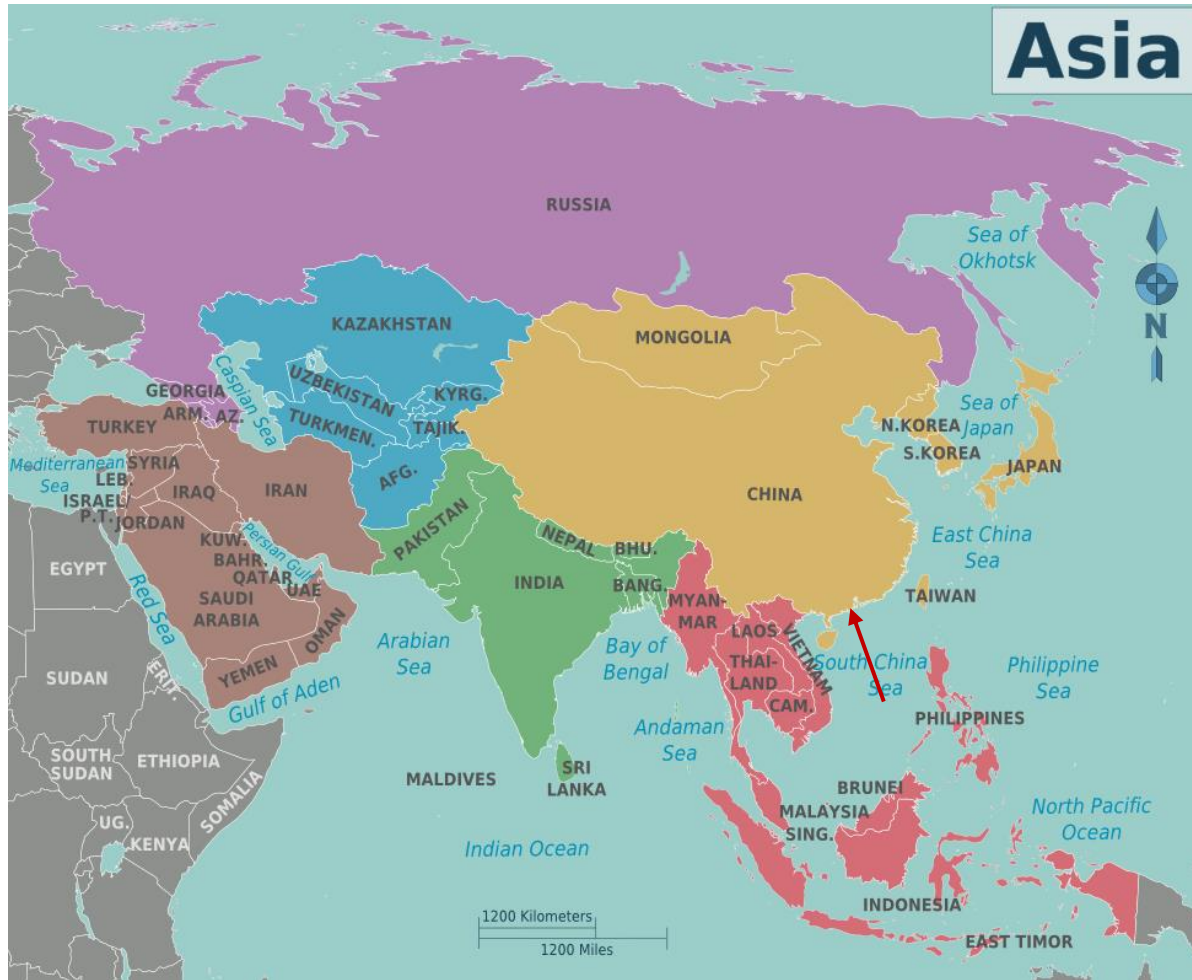 Asia
RUSSIA
Sea of
Okhotsk
N
KAZAKHSTAN
MONGOLIA
Caspian Sea
UZBEKISTAN
KYRG.
GEORGIA
ARM.
AZ.
TURKMEN.
TAJIK.
TURKEY
Sea of
Japan
N.KOREA
S.KOREA
JAPAN
Mediterranean
Sea
SYRIA
LEB.
ISRAEL/
P.T.
JORDAN
IRAQ
IRAN
AFG.
CHINA
PAKISTAN
KUW.
BAHR.
QATAR
UAE
Persian Gulf
NEPAL
BHU.
East China
Sea
EGYPT
Red Sea
SAUDI
ARABIA
OMAN
INDIA
BANG.
MYAN-
MAR
TAIWAN
Arabian
Sea
Bay of
Bengal
LAOS
VIETNAM
THAI-
LAND
CAM.
South China
Sea
Philippine
Sea
SUDAN
ERIT.
YEMEN
Gulf of Aden
Andaman
Sea
PHILIPPINES
SOUTH
SUDAN
ETHIOPIA
SOMALIA
MALDIVES
SRI
LANKA
BRUNEI
MALAYSIA
SING.
North Pacific
Ocean
UG.
KENYA
Indian Ocean
INDONESIA
EAST TIMOR
1200 Kilometers
1200 Miles